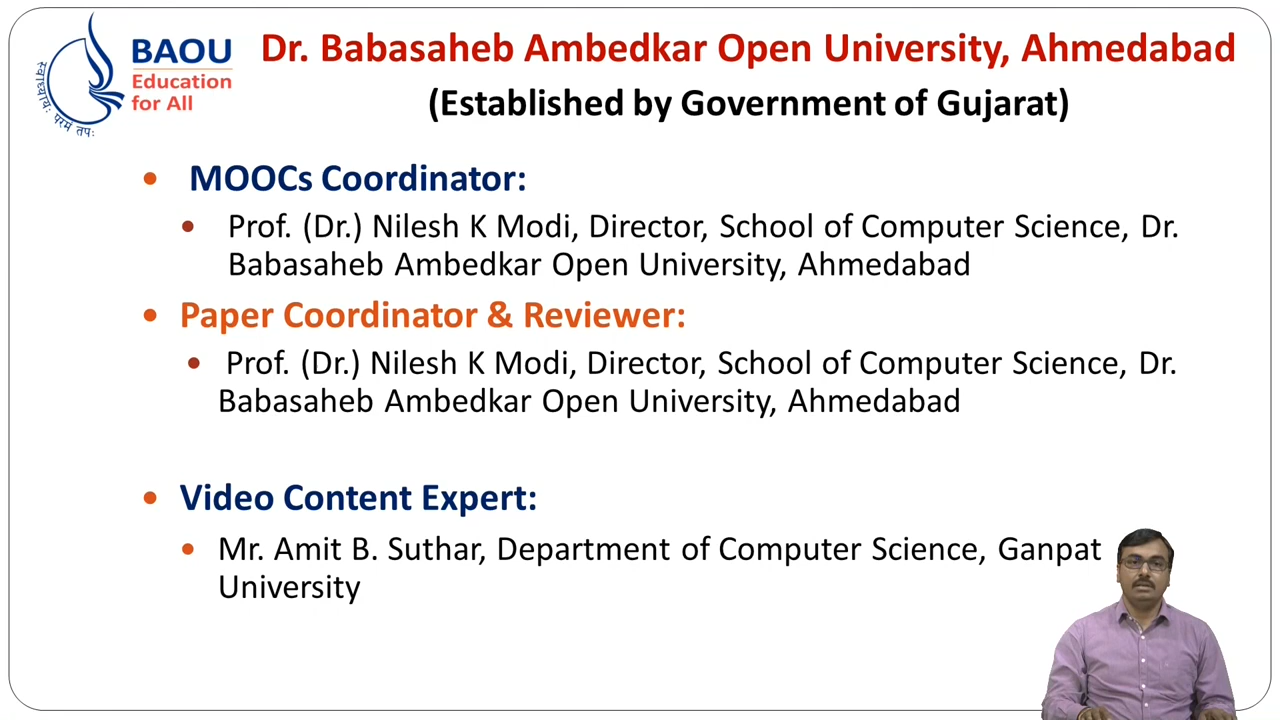 BAOU
Education
for All
स्वाध्यायः परमं तपः
Dr. Babasaheb Ambedkar Open University, Ahmedabad
(Established by Government of Gujarat)
MOOCs Coordinator:
Prof. (Dr.) Nilesh K Modi, Director, School of Computer Science, Dr.
Babasaheb Ambedkar Open University, Ahmedabad
Paper Coordinator & Reviewer:
Prof. (Dr.) Nilesh K Modi, Director, School of Computer Science, Dr.
Babasaheb Ambedkar Open University, Ahmedabad
Video Content Expert:
Mr. Amit B. Suthar, Department of Computer Science, Ganpat
University